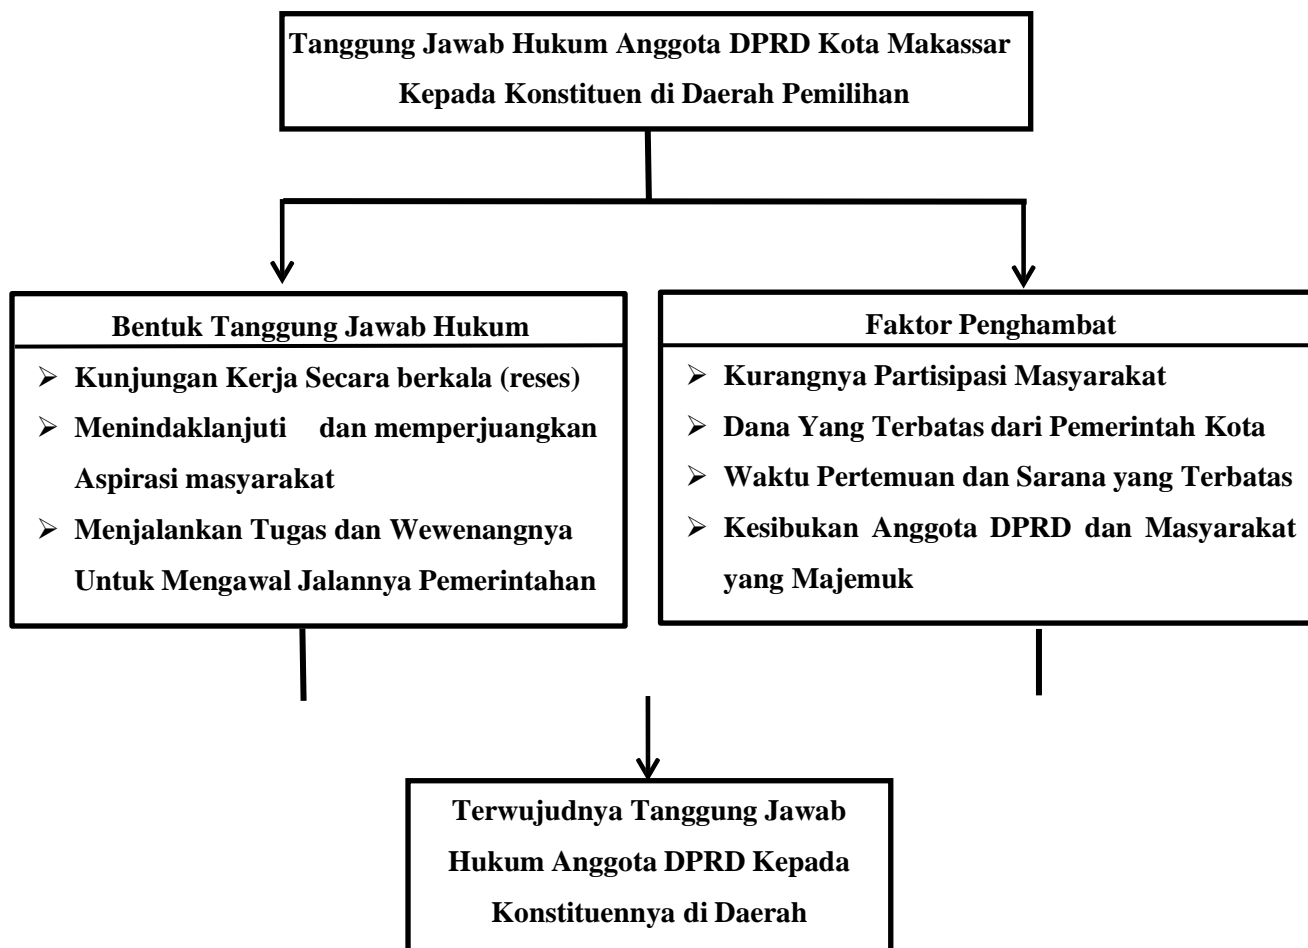 Tanggung Jawab Hukum Anggota DPRD Kota Makassar
Kepada Konstituen di Daerah Pemilihan
Bentuk Tanggung Jawab Hukum
➢ Kunjungan Kerja Secara berkala (reses)
➢ Menindaklanjuti dan memperjuangkan
Aspirasi masyarakat
➢ Menjalankan Tugas dan Wewenangnya
Untuk Mengawal Jalannya Pemerintahan
Faktor Penghambat
➢ Kurangnya Partisipasi Masyarakat
➢ Dana Yang Terbatas dari Pemerintah Kota
➢ Waktu Pertemuan dan Sarana yang Terbatas
➢ Kesibukan Anggota DPRD dan Masyarakat
yang Majemuk
Terwujudnya Tanggung Jawab
Hukum Anggota DPRD Kepada
Konstituennya di Daerah